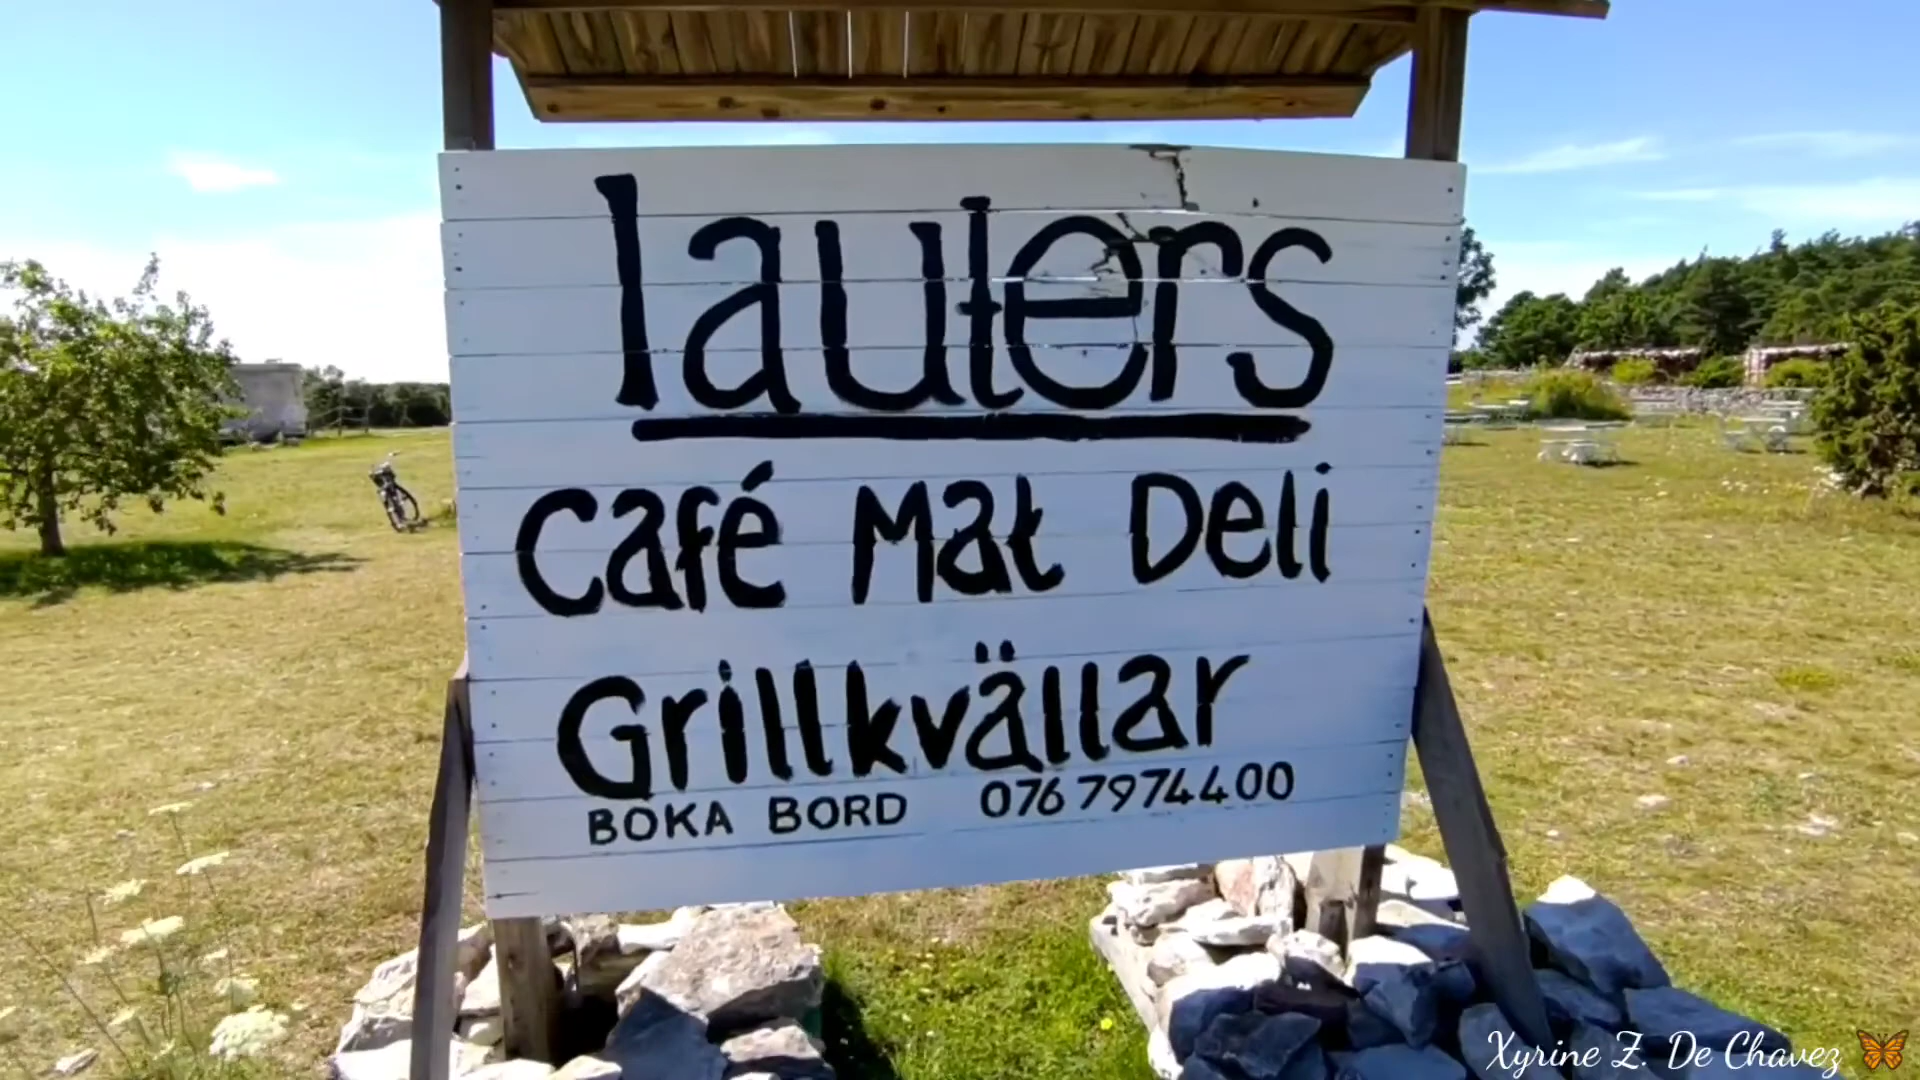 lauters
Café Mat Deli
Grillkvällar
BOKA BORD 076 7974400
Xyrine Z. De Chavez